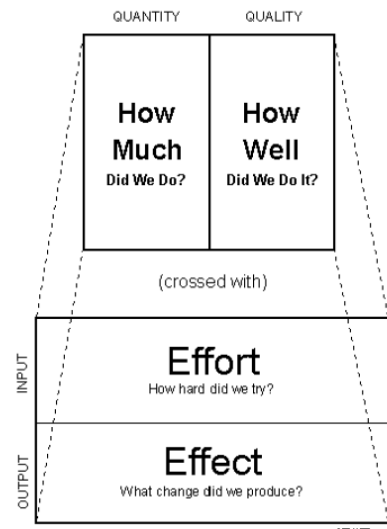 QUANTITY QUALITY
How How
Much Well
Did We Do? Did We Do It?
(crossed with)
INPUT
Effort
How hard did we try?
OUTPUT
Effect
What change did we produce?